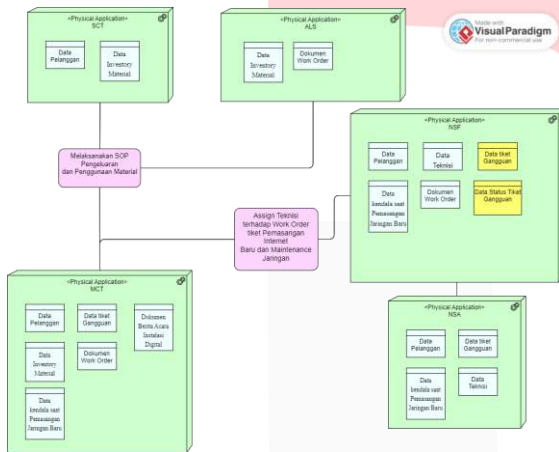 <Physical Application>
SCT
Data
Pelanggan
Data
Inventory
Material
<Physical Application>
ALS
Data
Inventory
Material
Dokumen
Work Order
Made with
VisualParadigm
For non-commercial use
Melaksanakan SOP
Pengeluaran
dan Penggunaan Material
<Physical Application>
NSF
Data
Pelanggan
Data
Teknisi
Data tiket
Gangguan
Data
kendala saat
Pemasangan
Jaringan Baru
Dokumen
Work Order
Data Status Tiket
Gangguan
Assign Teknisi
terhadap Work Order
tiket Pemasangan
Internet
Baru dan Maintenance
Jaringan
<Physical Application>
MCT
Data
Pelanggan
Data tiket
Gangguan
Dokumen
Berita Acara
Instalasi
Digital
Data
Inventory
Material
Dokumen
Work Order
Data
kendala saat
Pemasangan
Jaringan Baru
<Physical Application>
NSA
Data
Pelanggan
Data tiket
Gangguan
Data
kendala saat
Pemasangan
Jaringan Baru
Data
Teknisi